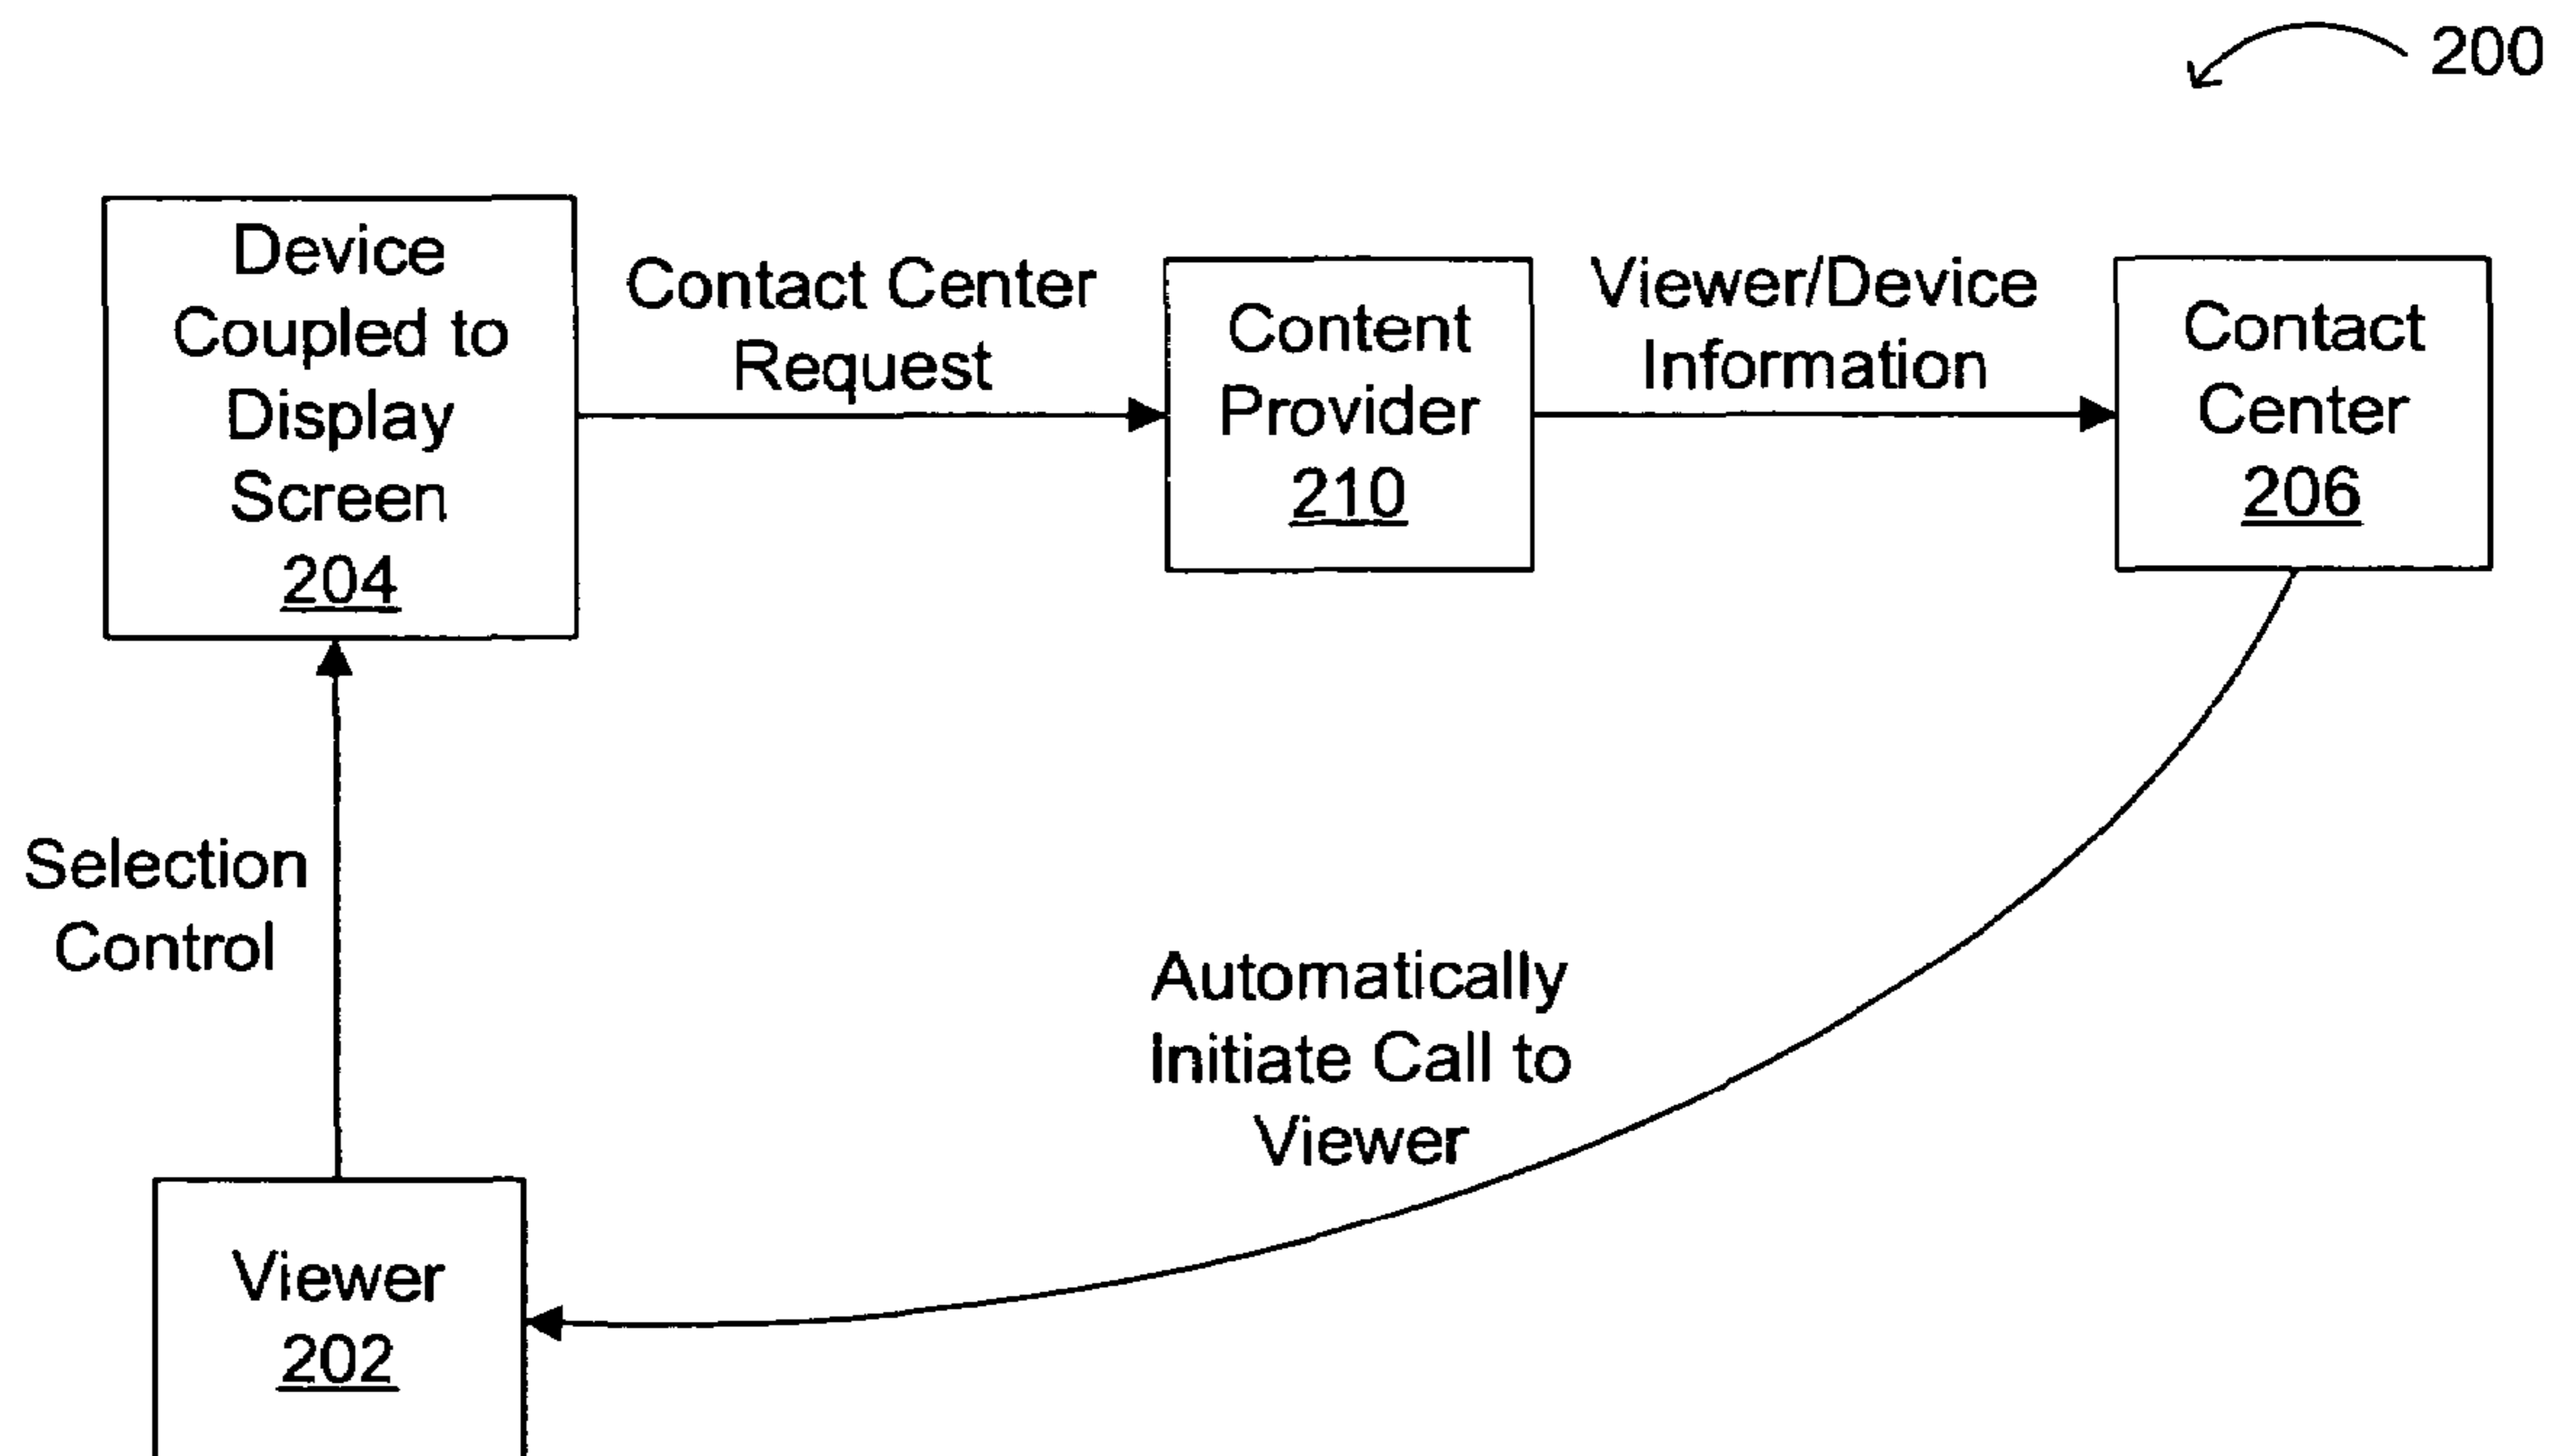 200
Device
Coupled to
Display
Screen
204
Contact Center
Request
Content
Provider
210
Viewer/Device
Information
Contact
Center
206
Selection
Control
Automatically
Initiate Call to
Viewer
Viewer
202